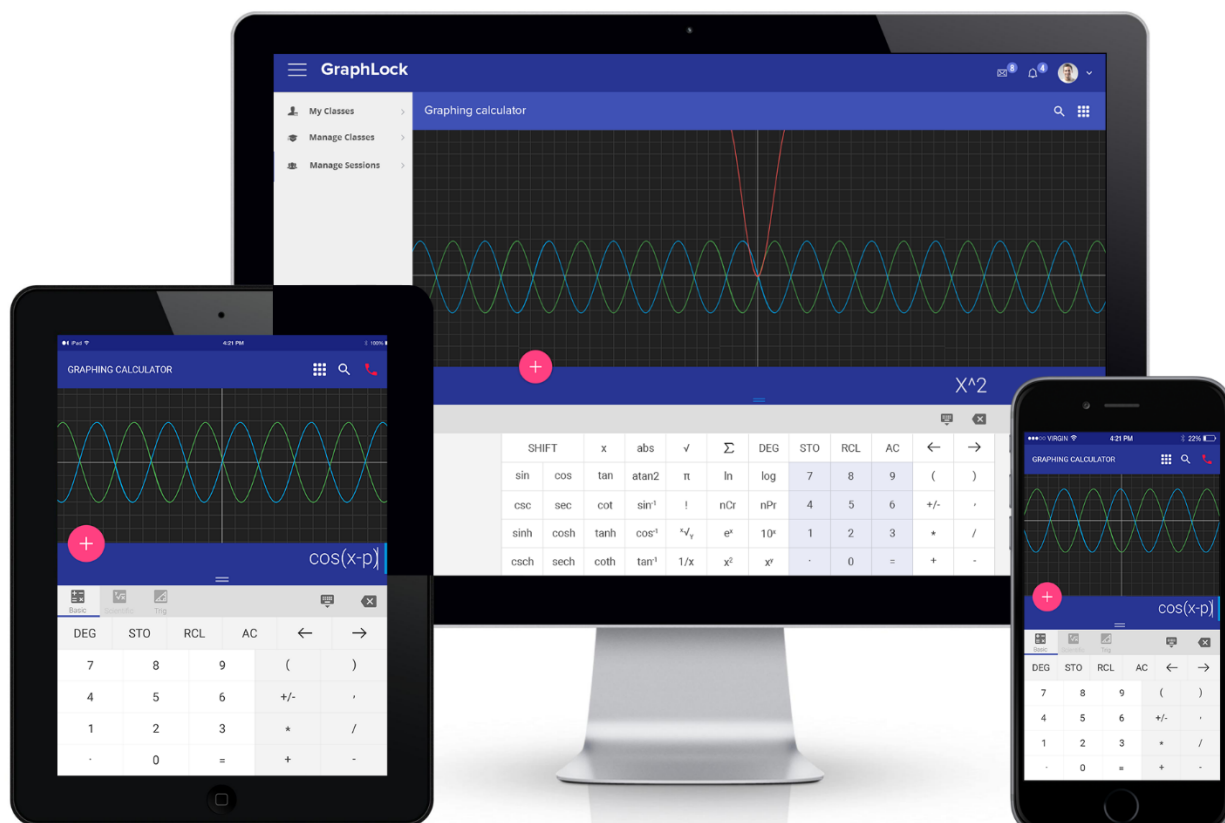 GraphLock
8 4
My Classes
Manage Classes
Manage Sessions
Graphing calculator
X^2
SHIFT x abs √ Σ DEG STO RCL AC ← →
sin cos tan atan2 π ln log 7 8 9 ( )
csc sec cot sin⁻¹ ! nCr nPr 4 5 6 +/- ,
sinh cosh tanh cos⁻¹ ˣ√ᵧ eˣ 10ˣ 1 2 3 * /
csch sech coth tan⁻¹ 1/x x² xʸ · 0 = + -
iPad 4:21 PM 100%
GRAPHING CALCULATOR
cos(x-p)
Basic Scientific Trig
DEG STO RCL AC ← →
7 8 9 ( )
4 5 6 +/- ,
1 2 3 * /
· 0 = + -
VIRGIN 4:21 PM 22%
GRAPHING CALCULATOR
cos(x-p)
Basic Trig
DEG STO RCL AC ← →
7 8 9 ( )
4 5 6 +/- ,
1 2 3 * /
· 0 = + -